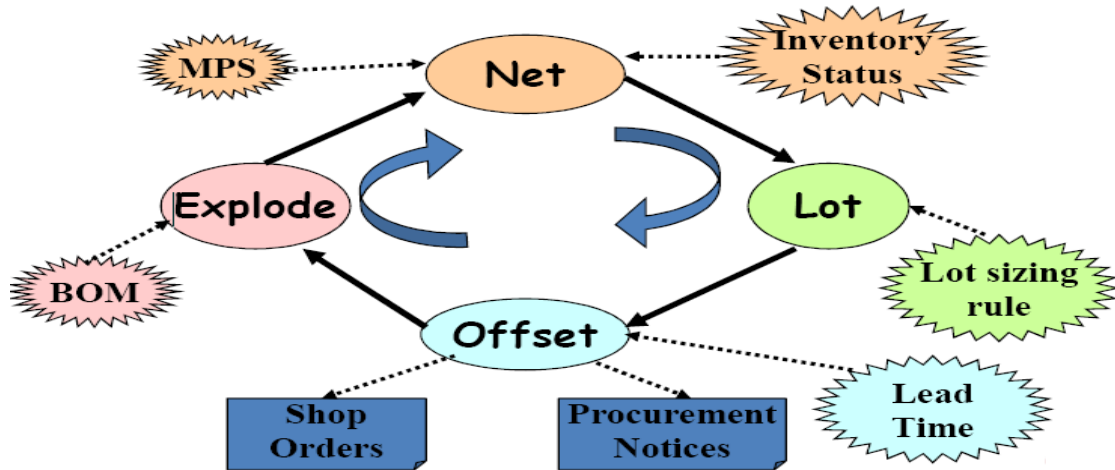 MPS
Net
Inventory
Status
Explode
Lot
BOM
Lot sizing
rule
Offset
Shop
Orders
Procurement
Notices
Lead
Time